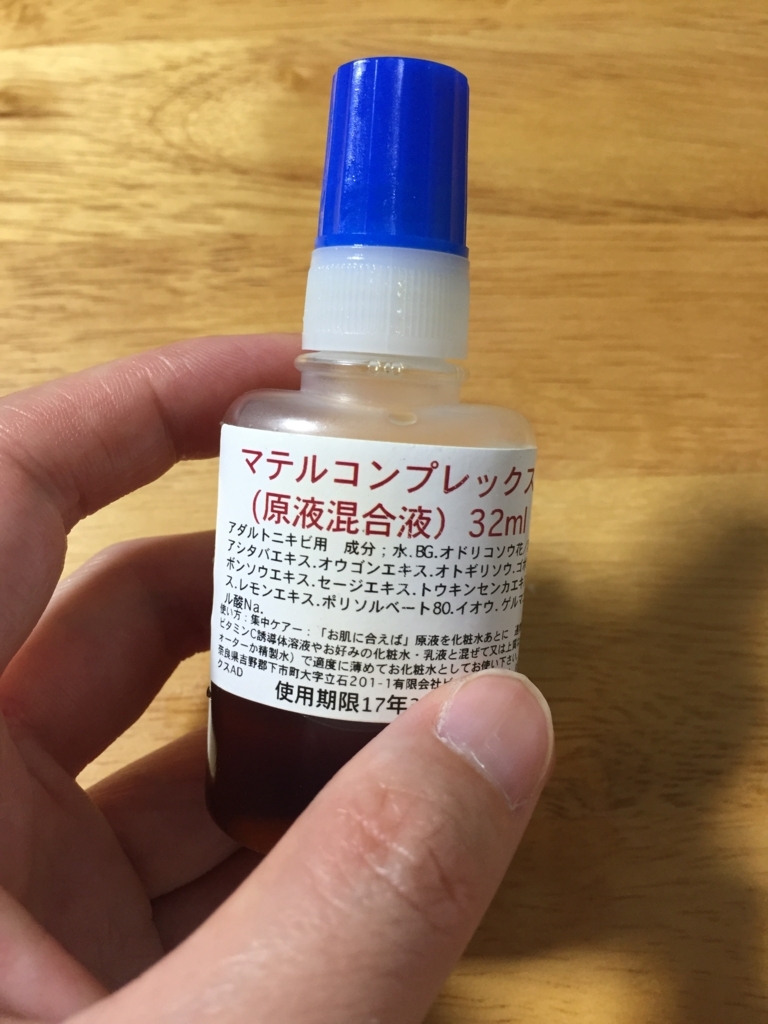 マテルコンプレックス
(原液混合液) 32ml
アダルトニキビ用 成分;水.BG.オドリコソウ花
アシタバエキス.オウゴンエキス.オトギリソウ.ゴボ
ボンソウエキス.セージエキス.トウキンセンカエキ
ス.レモンエキス.ポリソルベート80.イオウ.ゲルマ
ル酸Na.
使い方:集中ケアー:「お肌に合えば」原液を化粧水あとに
ビタミンC誘導体溶液やお好みの化粧水・乳液と混ぜて又は上
オーターか精製水)で適度に薄めてお化粧水としてお使い下さい
奈良県吉野郡下市町大字立石201-1有限会社
クスAD
使用期限17年